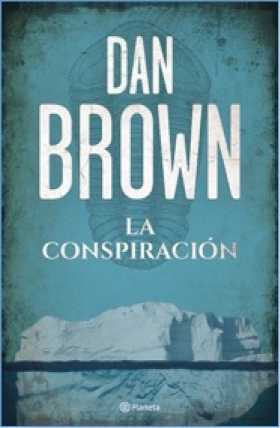 DAN
BROWN
LA
CONSPIRACIÓN
Planeta